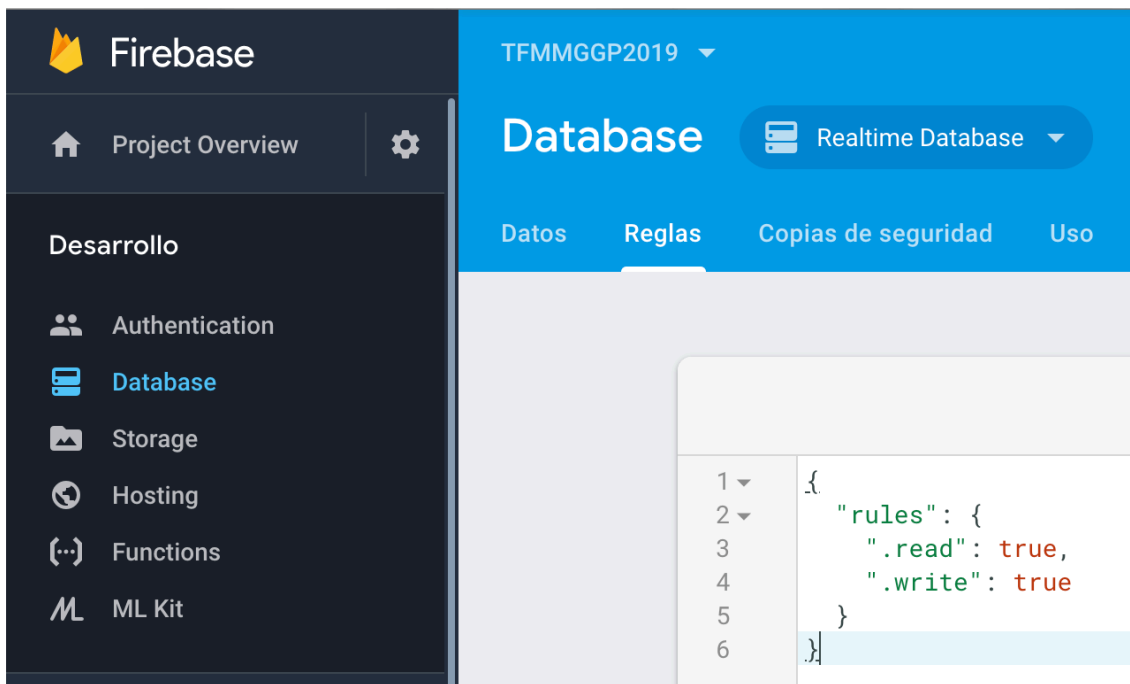 Firebase
Project Overview
Desarrollo
Authentication
Database
Storage
Hosting
Functions
ML Kit
TFMMGGP2019
Database
Realtime Database
Datos
Reglas
Copias de seguridad
Uso
1 {
2 "rules": {
3 ".read": true,
4 ".write": true
5 }
6 }